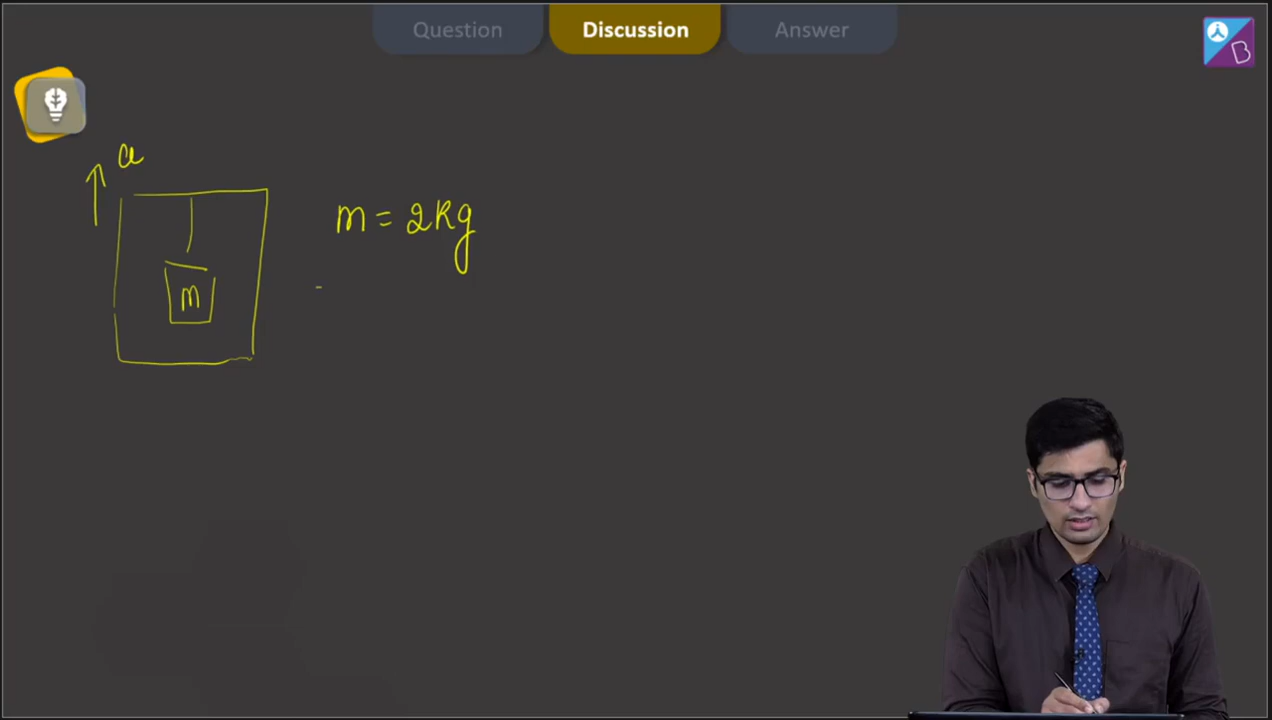 Question
Discussion
Answer
a
m = 2Kg
m
B